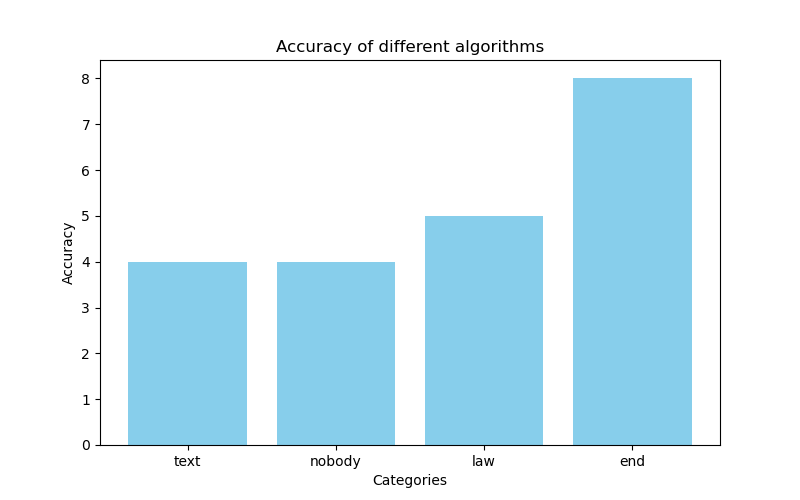 Accuracy of different algorithms
Accuracy
8
7
6
5
4
3
2
1
0
text nobody law end
Categories